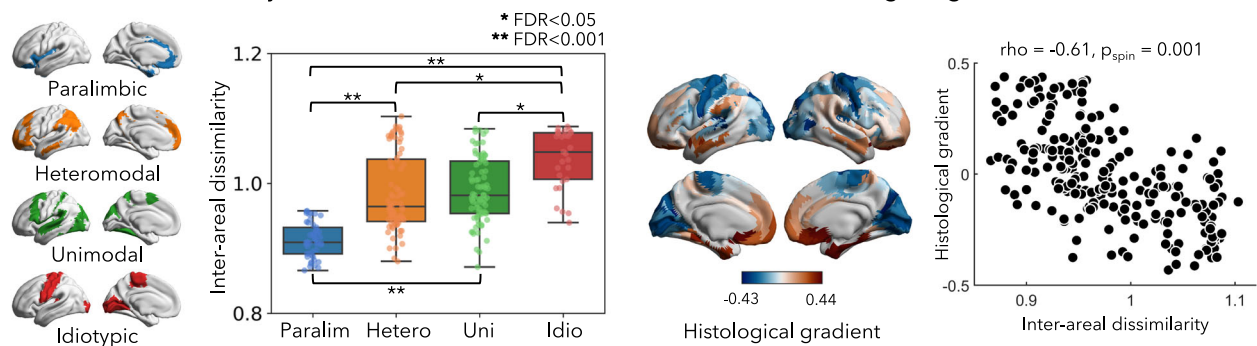 * FDR<0.05
** FDR<0.001
Paralimbic
Heteromodal
Unimodal
Idiotypic
Inter-areal dissimilarity
1.2
1.0
0.8
**
*
**
*
**
Paralim Hetero Uni Idio
-0.43 0.44
Histological gradient
rho = -0.61, pspin = 0.001
Histological gradient
0.5
0
-0.5
0.9 1 1.1
Inter-areal dissimilarity